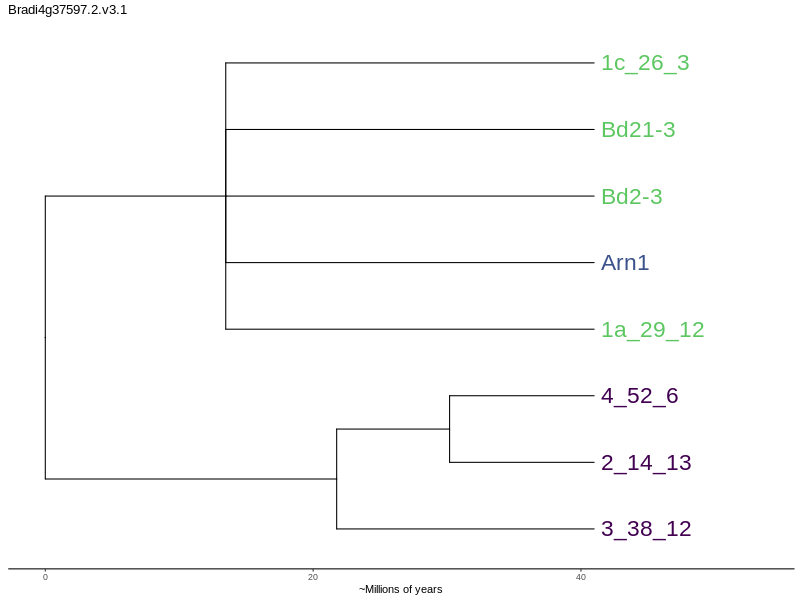 Bradi4g37597.2.v3.1
1c_26_3
Bd21-3
Bd2-3
Arn1
1a_29_12
4_52_6
2_14_13
3_38_12
0 20 40
~Millions of years